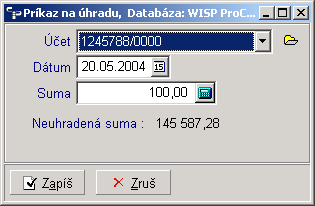 Príkaz na úhradu, Databáza: WISP ProC...
Účet 1245788/0000
Dátum 20.05.2004 15
Suma 100,00
Neuhradená suma : 145 587,28
Zapíš Zruš